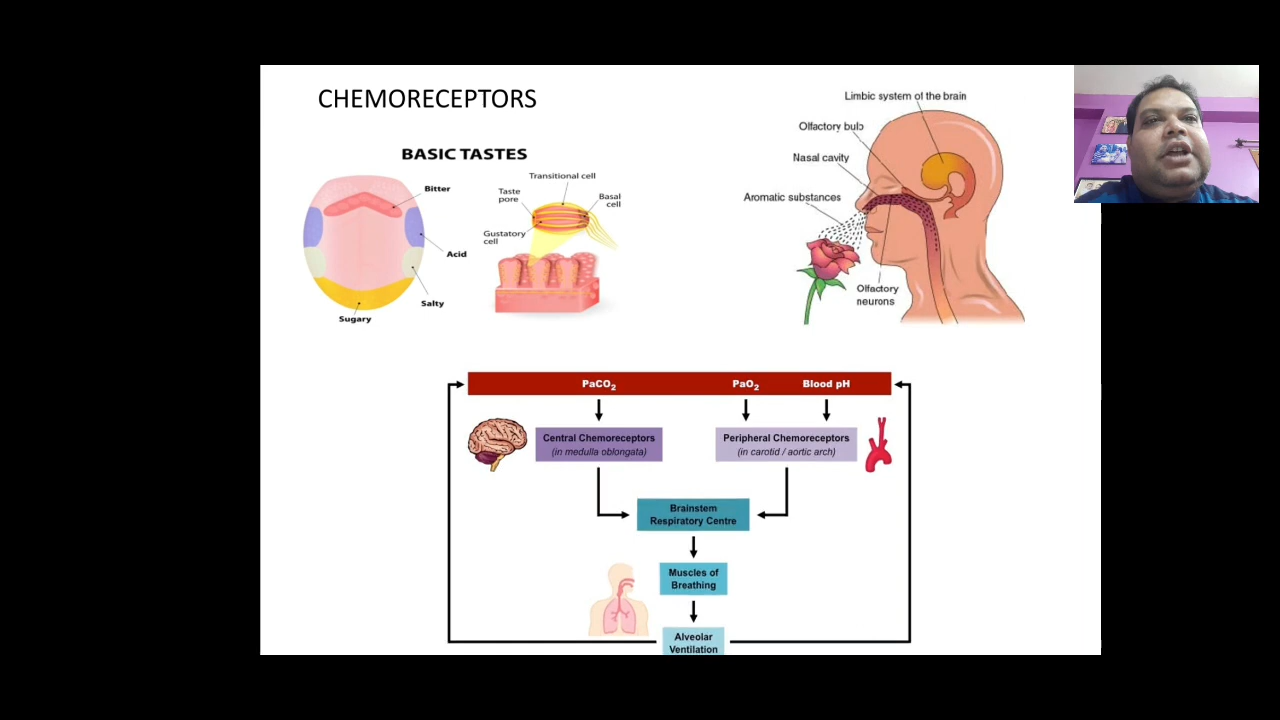 CHEMORECEPTORS
BASIC TASTES
Bitter
Acid
Salty
Sugary
Transitional cell
Taste
pore
Basal
cell
Gustatory
cell
Limbic system of the brain
Olfactory bulb
Nasal cavity
Aromatic substances
Olfactory
neurons
PaCO₂ PaO₂ Blood pH
Central Chemoreceptors
(in medulla oblongata)
Peripheral Chemoreceptors
(in carotid / aortic arch)
Brainstem
Respiratory Centre
Muscles of
Breathing
Alveolar
Ventilation